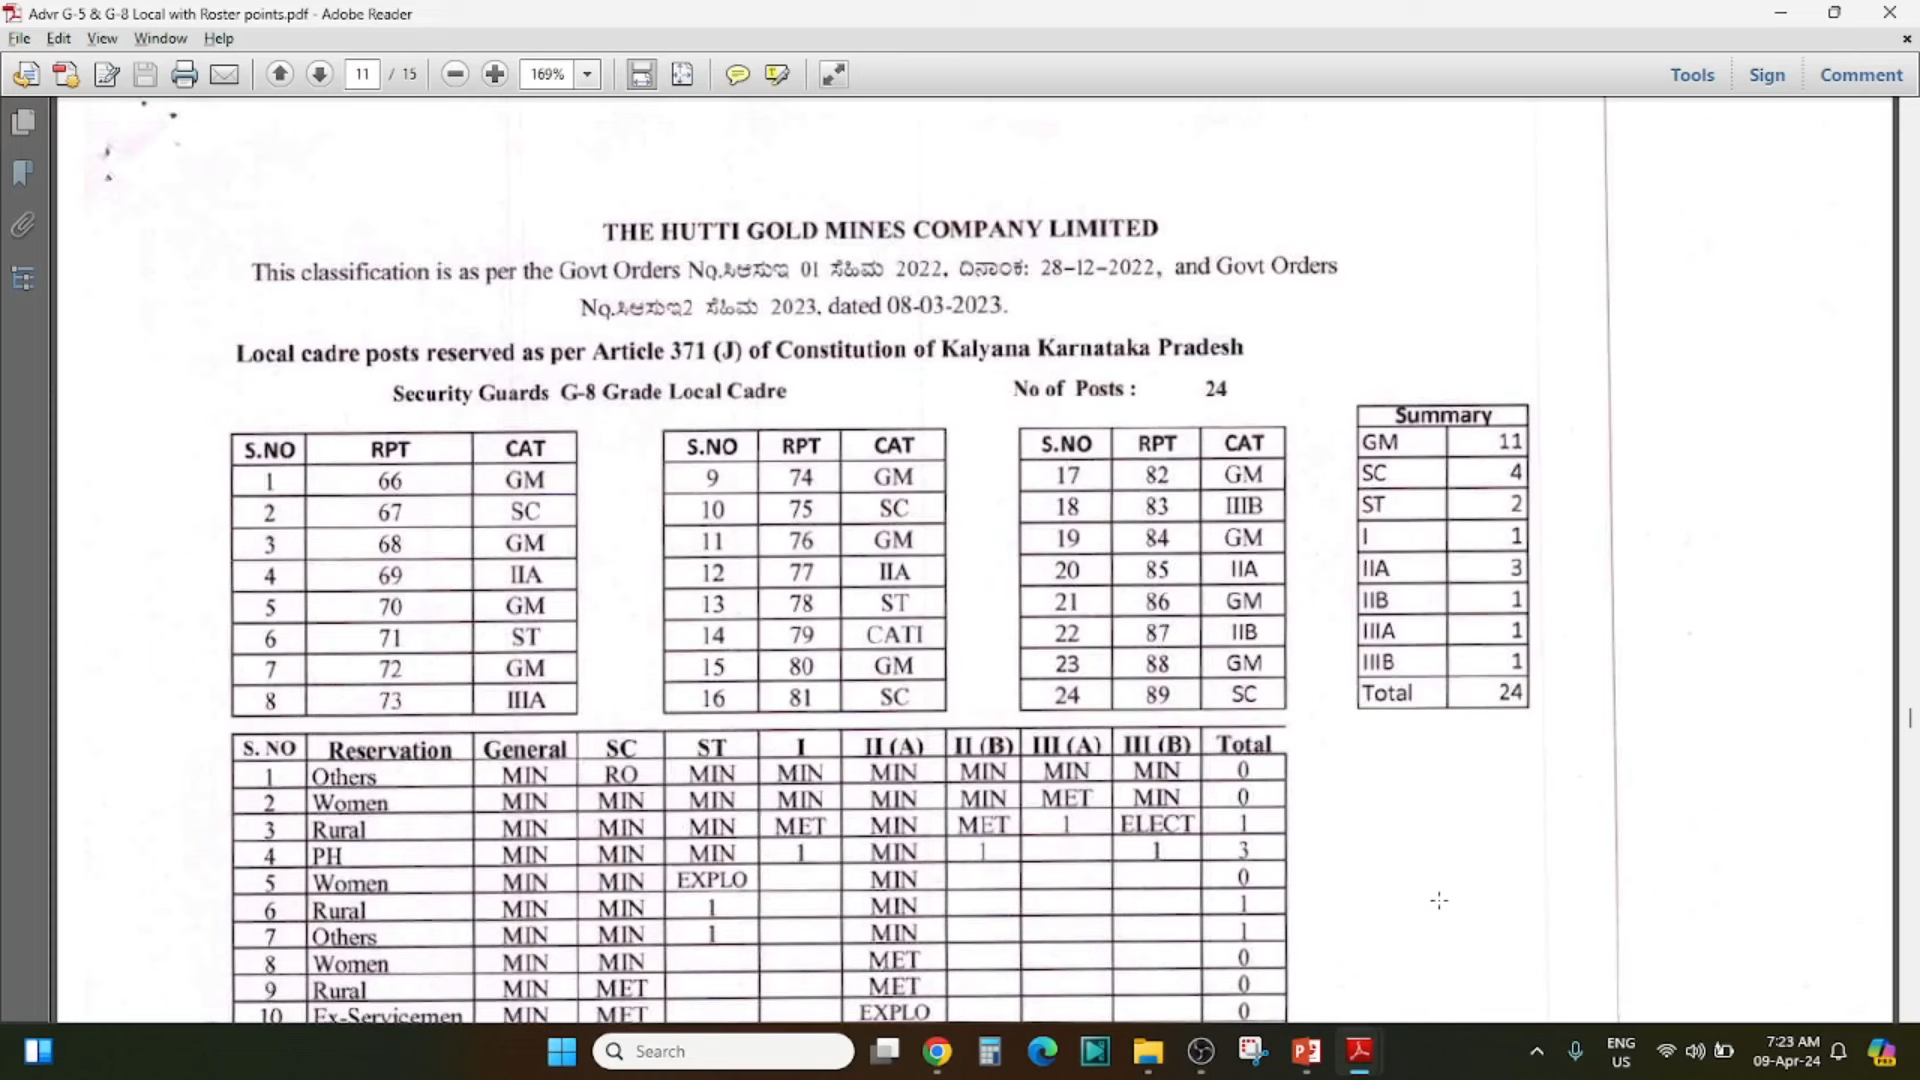 Advr G-5 & G-8 Local with Roster points.pdf - Adobe Reader
File Edit View Window Help
11 / 15 169% Tools Sign Comment
THE HUTTI GOLD MINES COMPANY LIMITED
This classification is as per the Govt Orders No.ಸಿಆಸುಇ 01 ಸೆಹಿಮ 2022, ದಿನಾಂಕ: 28-12-2022, and Govt Orders
No.ಸಿಆಸುಇ2 ಸೆಹಿಮ 2023, dated 08-03-2023.
Local cadre posts reserved as per Article 371 (J) of Constitution of Kalyana Karnataka Pradesh
Security Guards G-8 Grade Local Cadre No of Posts : 24
Summary
S.NO RPT CAT S.NO RPT CAT S.NO RPT CAT GM 11
1 66 GM 9 74 GM 17 82 GM SC 4
2 67 SC 10 75 SC 18 83 IIIB ST 2
3 68 GM 11 76 GM 19 84 GM I 1
4 69 IIA 12 77 IIA 20 85 IIA IIA 3
5 70 GM 13 78 ST 21 86 GM IIB 1
6 71 ST 14 79 CATI 22 87 IIB IIIA 1
7 72 GM 15 80 GM 23 88 GM IIIB 1
8 73 IIIA 16 81 SC 24 89 SC Total 24
S. NO Reservation General SC ST I II (A) II (B) III (A) III (B) Total
1 Others MIN RO MIN MIN MIN MIN MIN MIN 0
2 Women MIN MIN MIN MIN MIN MIN MET MIN 0
3 Rural MIN MIN MIN MET MIN MET 1 ELECT 1
4 PH MIN MIN MIN 1 MIN 1 1 3
5 Women MIN MIN EXPLO MIN 0
6 Rural MIN MIN 1 MIN 1
7 Others MIN MIN 1 MIN 1
8 Women MIN MIN MET 0
9 Rural MIN MET MET 0
10 Ex-Servicemen MIN MET EXPLO 0
Search
ENG
US
7:23 AM
09-Apr-24